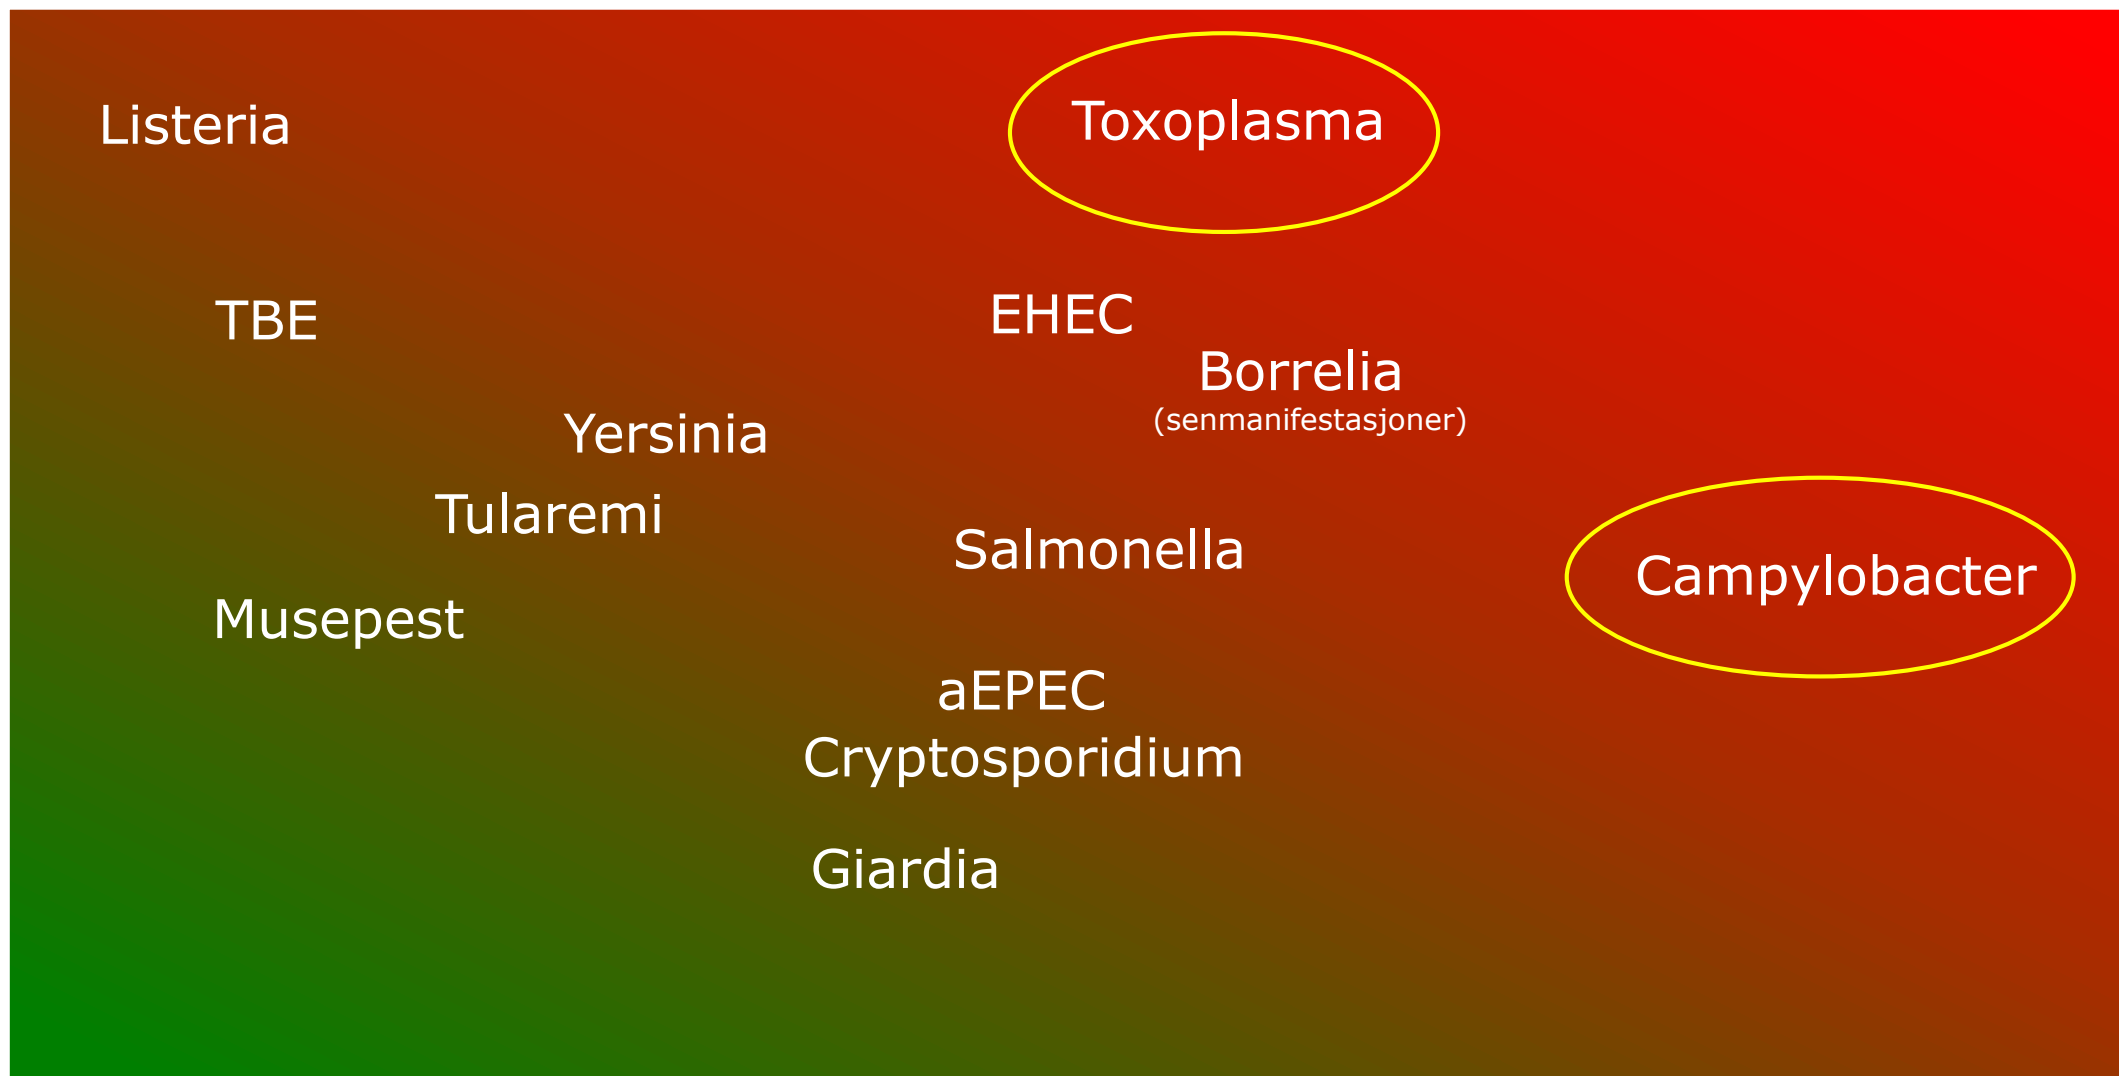 Listeria
Toxoplasma
TBE
EHEC
Borrelia
(senmanifestasjoner)
Yersinia
Tularemi
Salmonella
Campylobacter
Musepest
aEPEC
Cryptosporidium
Giardia